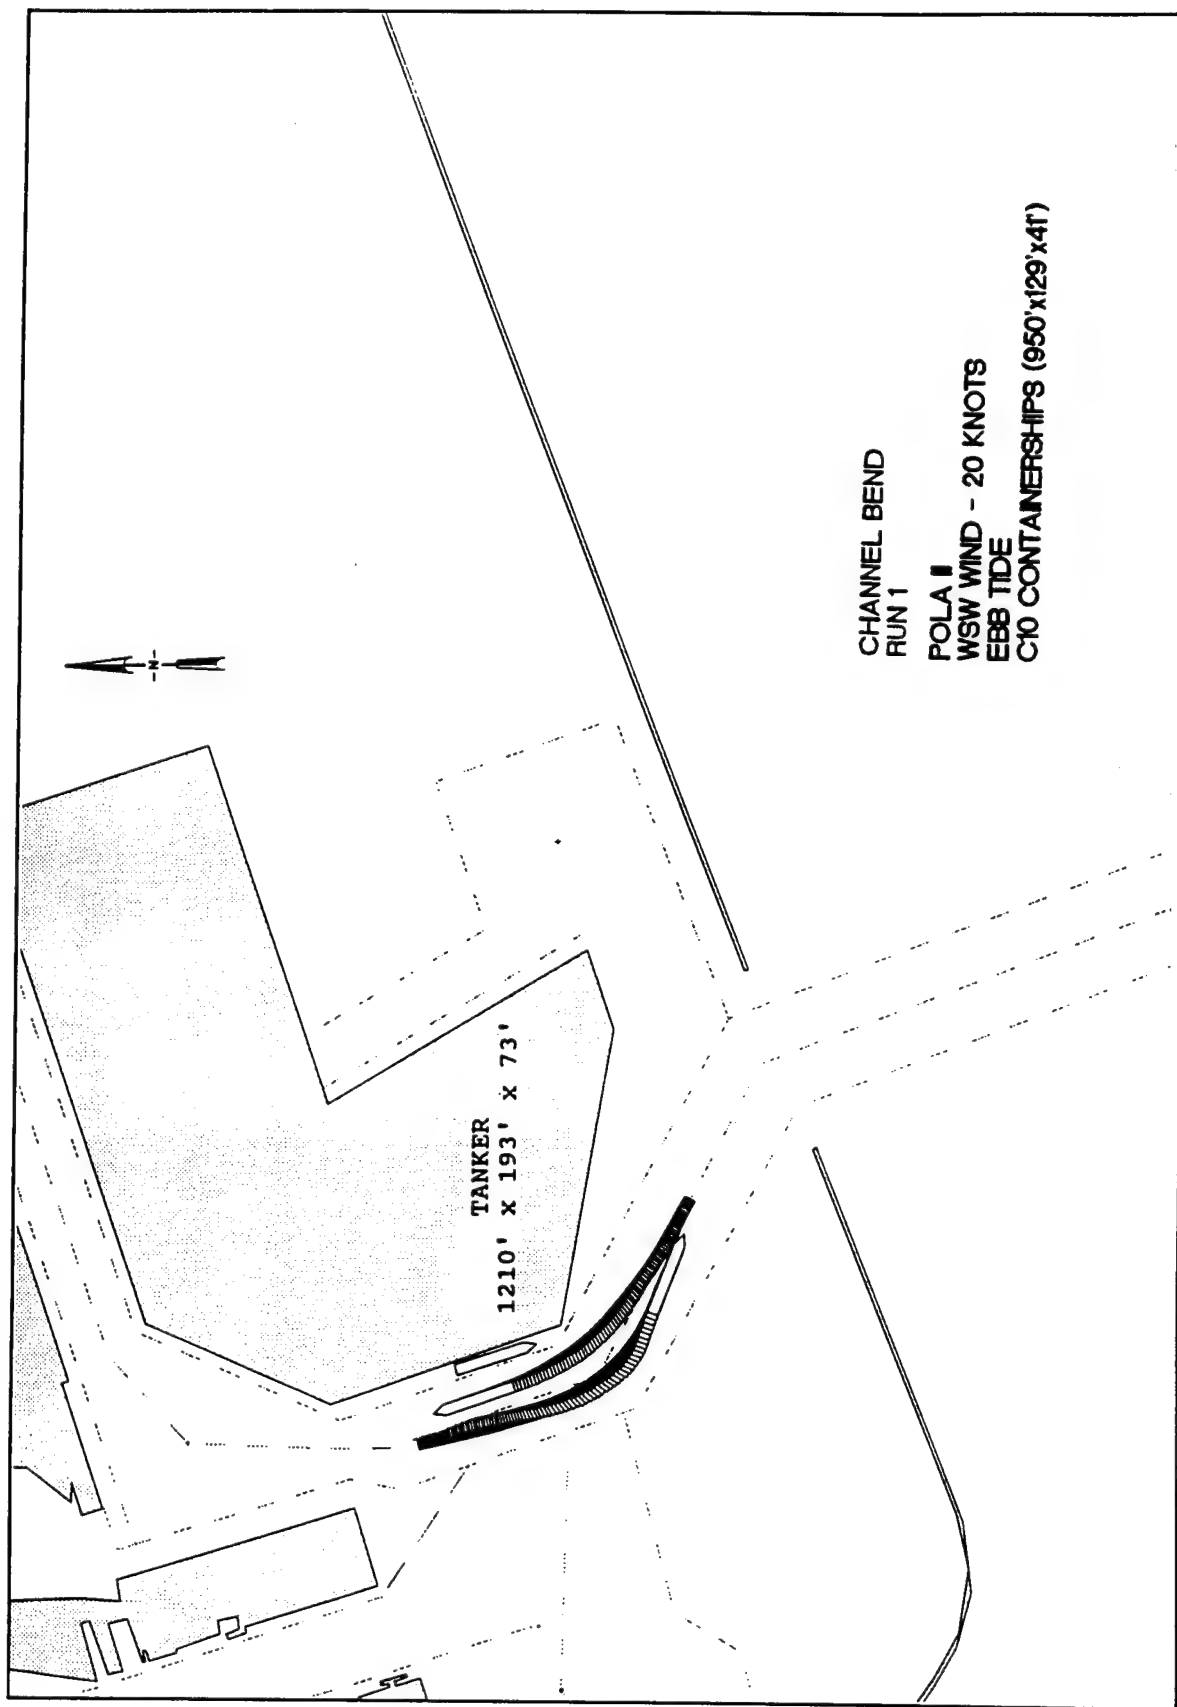 -N-
TANKER
1210' x 193' x 73'
CHANNEL BEND
RUN 1
POLA II
WSW WIND - 20 KNOTS
EBB TIDE
C10 CONTAINERSHIPS (950'x129'x41')